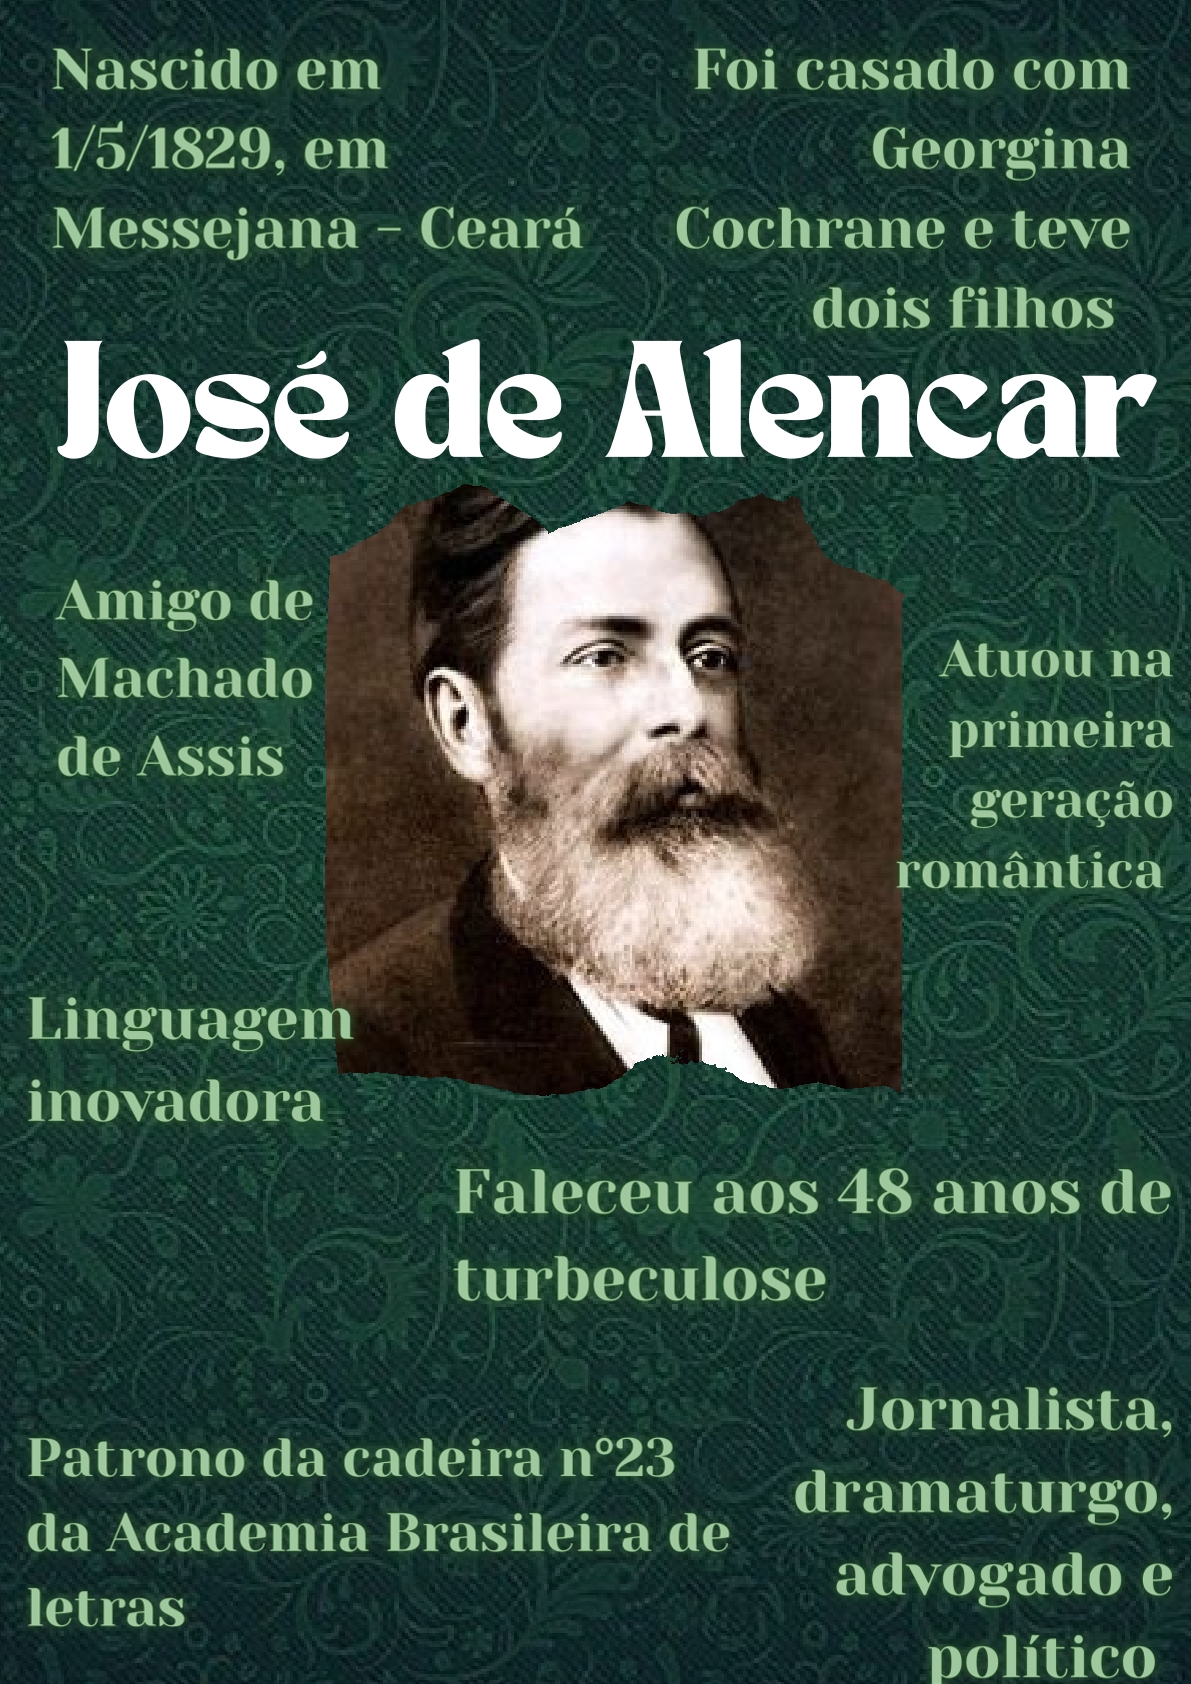 Nascido em
1/5/1829, em
Messejana - Ceará
Foi casado com
Georgina
Cochrane e teve
dois filhos
José de Alencar
Amigo de
Machado
de Assis
Atuou na
primeira
geração
romântica
Linguagem
inovadora
Faleceu aos 48 anos de
turbeculose
Patrono da cadeira n°23
da Academia Brasileira de
letras
Jornalista,
dramaturgo,
advogado e
político